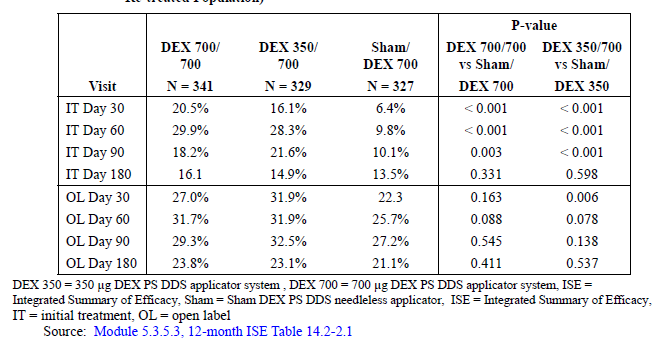 Re-treated Population)
P-value
DEX 700/ DEX 350/ Sham/ DEX 700/700 DEX 350/700
700 700 DEX 700 vs Sham/ vs Sham/
Visit N = 341 N = 329 N = 327 DEX 700 DEX 350
IT Day 30 20.5% 16.1% 6.4% < 0.001 < 0.001
IT Day 60 29.9% 28.3% 9.8% < 0.001 < 0.001
IT Day 90 18.2% 21.6% 10.1% 0.003 < 0.001
IT Day 180 16.1 14.9% 13.5% 0.331 0.598
OL Day 30 27.0% 31.9% 22.3 0.163 0.006
OL Day 60 31.7% 31.9% 25.7% 0.088 0.078
OL Day 90 29.3% 32.5% 27.2% 0.545 0.138
OL Day 180 23.8% 23.1% 21.1% 0.411 0.537
DEX 350 = 350 µg DEX PS DDS applicator system , DEX 700 = 700 µg DEX PS DDS applicator system, ISE =
Integrated Summary of Efficacy, Sham = Sham DEX PS DDS needleless applicator, ISE = Integrated Summary of Efficacy,
IT = initial treatment, OL = open label
Source: Module 5.3.5.3, 12-month ISE Table 14.2-2.1